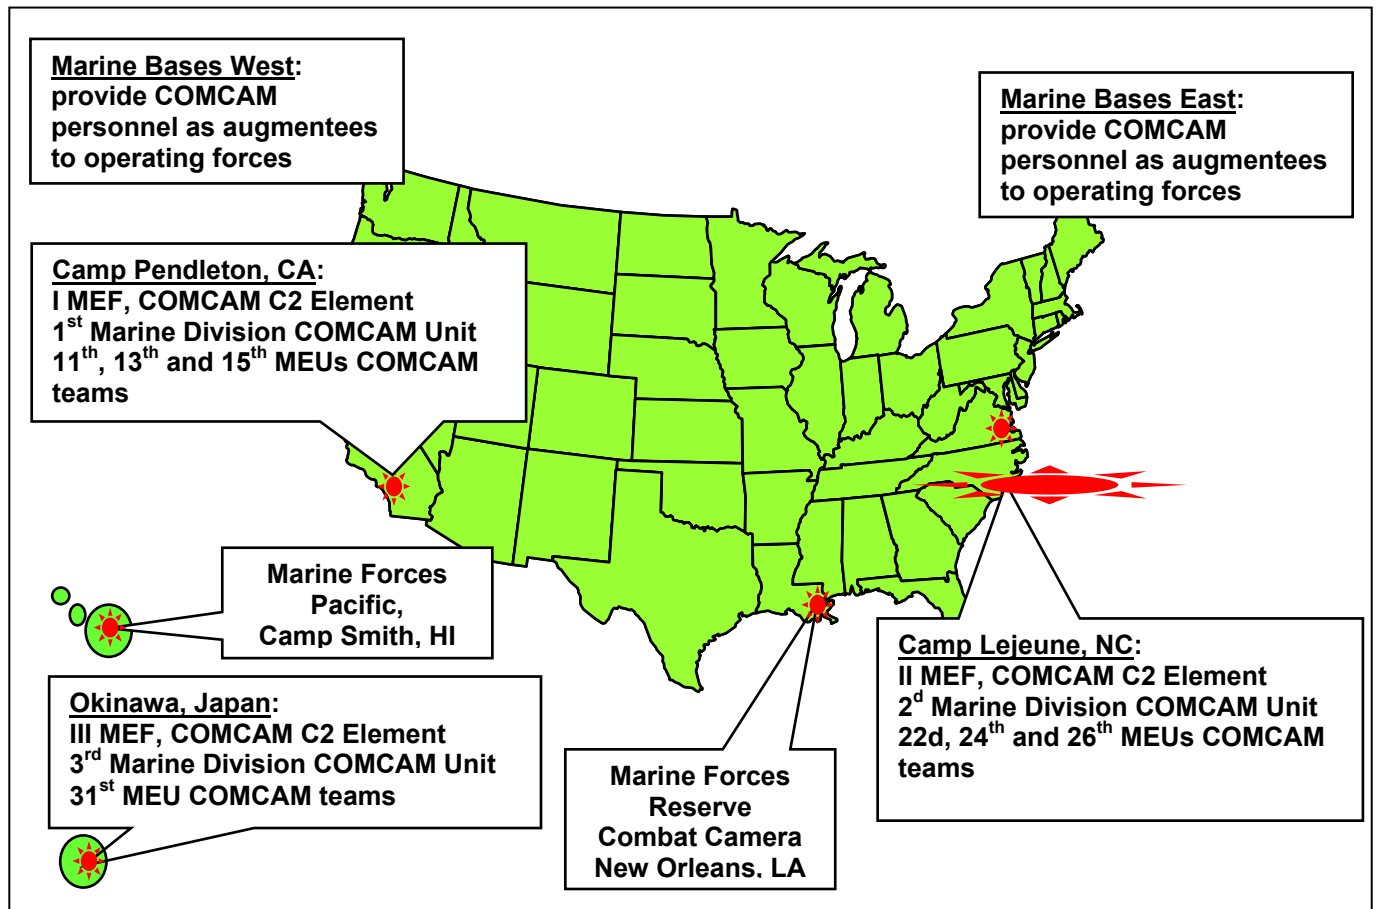 Marine Bases West:
provide COMCAM
personnel as augmentees
to operating forces
Marine Bases East:
provide COMCAM
personnel as augmentees
to operating forces
Camp Pendleton, CA:
I MEF, COMCAM C2 Element
1st Marine Division COMCAM Unit
11th, 13th and 15th MEUs COMCAM
teams
Marine Forces
Pacific,
Camp Smith, HI
Okinawa, Japan:
III MEF, COMCAM C2 Element
3rd Marine Division COMCAM Unit
31st MEU COMCAM teams
Marine Forces
Reserve
Combat Camera
New Orleans, LA
Camp Lejeune, NC:
II MEF, COMCAM C2 Element
2d Marine Division COMCAM Unit
22d, 24th and 26th MEUs COMCAM
teams